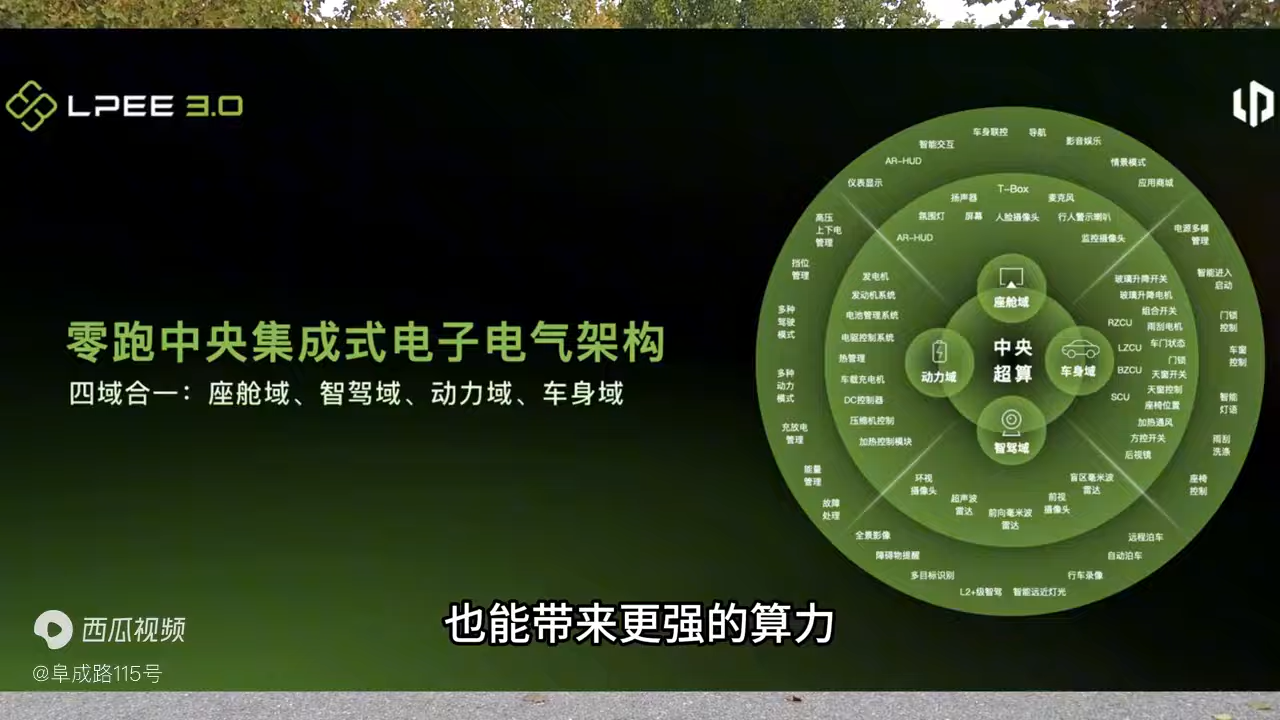 LPEE 3.0
零跑中央集成式电子电气架构
四域合一：座舱域、智驾域、动力域、车身域
车身联控
导航
智能交互
影音娱乐
AR-HUD
情景模式
仪表显示
应用商城
高压
上下电
管理
挡位
管理
多种
驾驶
模式
多种
动力
模式
充放电
管理
能量
管理
故障
处理
电源多模
管理
智能进入
启动
门锁
控制
车窗
控制
智能
灯语
雨刮
洗涤
座椅
控制
全景影像
障碍物提醒
多目标识别
L2+级智驾
智能远近灯光
行车录像
自动泊车
远程泊车
T-Box
扬声器
麦克风
氛围灯
屏幕
人脸摄像头
行人警示喇叭
AR-HUD
监控摄像头
发电机
发动机系统
电池管理系统
电驱控制系统
热管理
车载充电机
DC控制器
压缩机控制
加热控制模块
玻璃升降开关
玻璃升降电机
组合开关
RZCU
雨刮电机
车门状态
LZCU
门锁
BZCU
天窗开关
天窗控制
SCU
座椅位置
加热通风
方控开关
后视镜
环视
摄像头
超声波
雷达
前向毫米波
雷达
前视
摄像头
盲区毫米波
雷达
座舱域
动力域
中央
超算
车身域
智驾域
也能带来更强的算力
西瓜视频
@阜成路115号